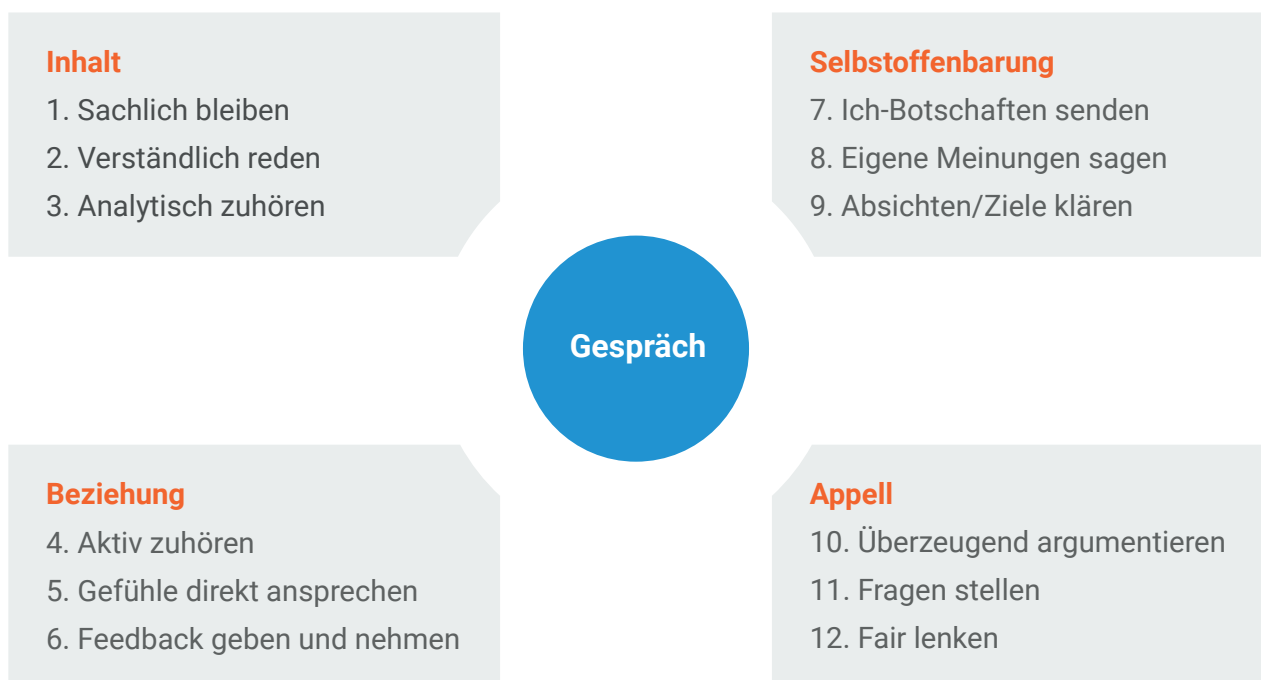 Inhalt
1. Sachlich bleiben
2. Verständlich reden
3. Analytisch zuhören
Selbstoffenbarung
7. Ich-Botschaften senden
8. Eigene Meinungen sagen
9. Absichten/Ziele klären
Gespräch
Beziehung
4. Aktiv zuhören
5. Gefühle direkt ansprechen
6. Feedback geben und nehmen
Appell
10. Überzeugend argumentieren
11. Fragen stellen
12. Fair lenken